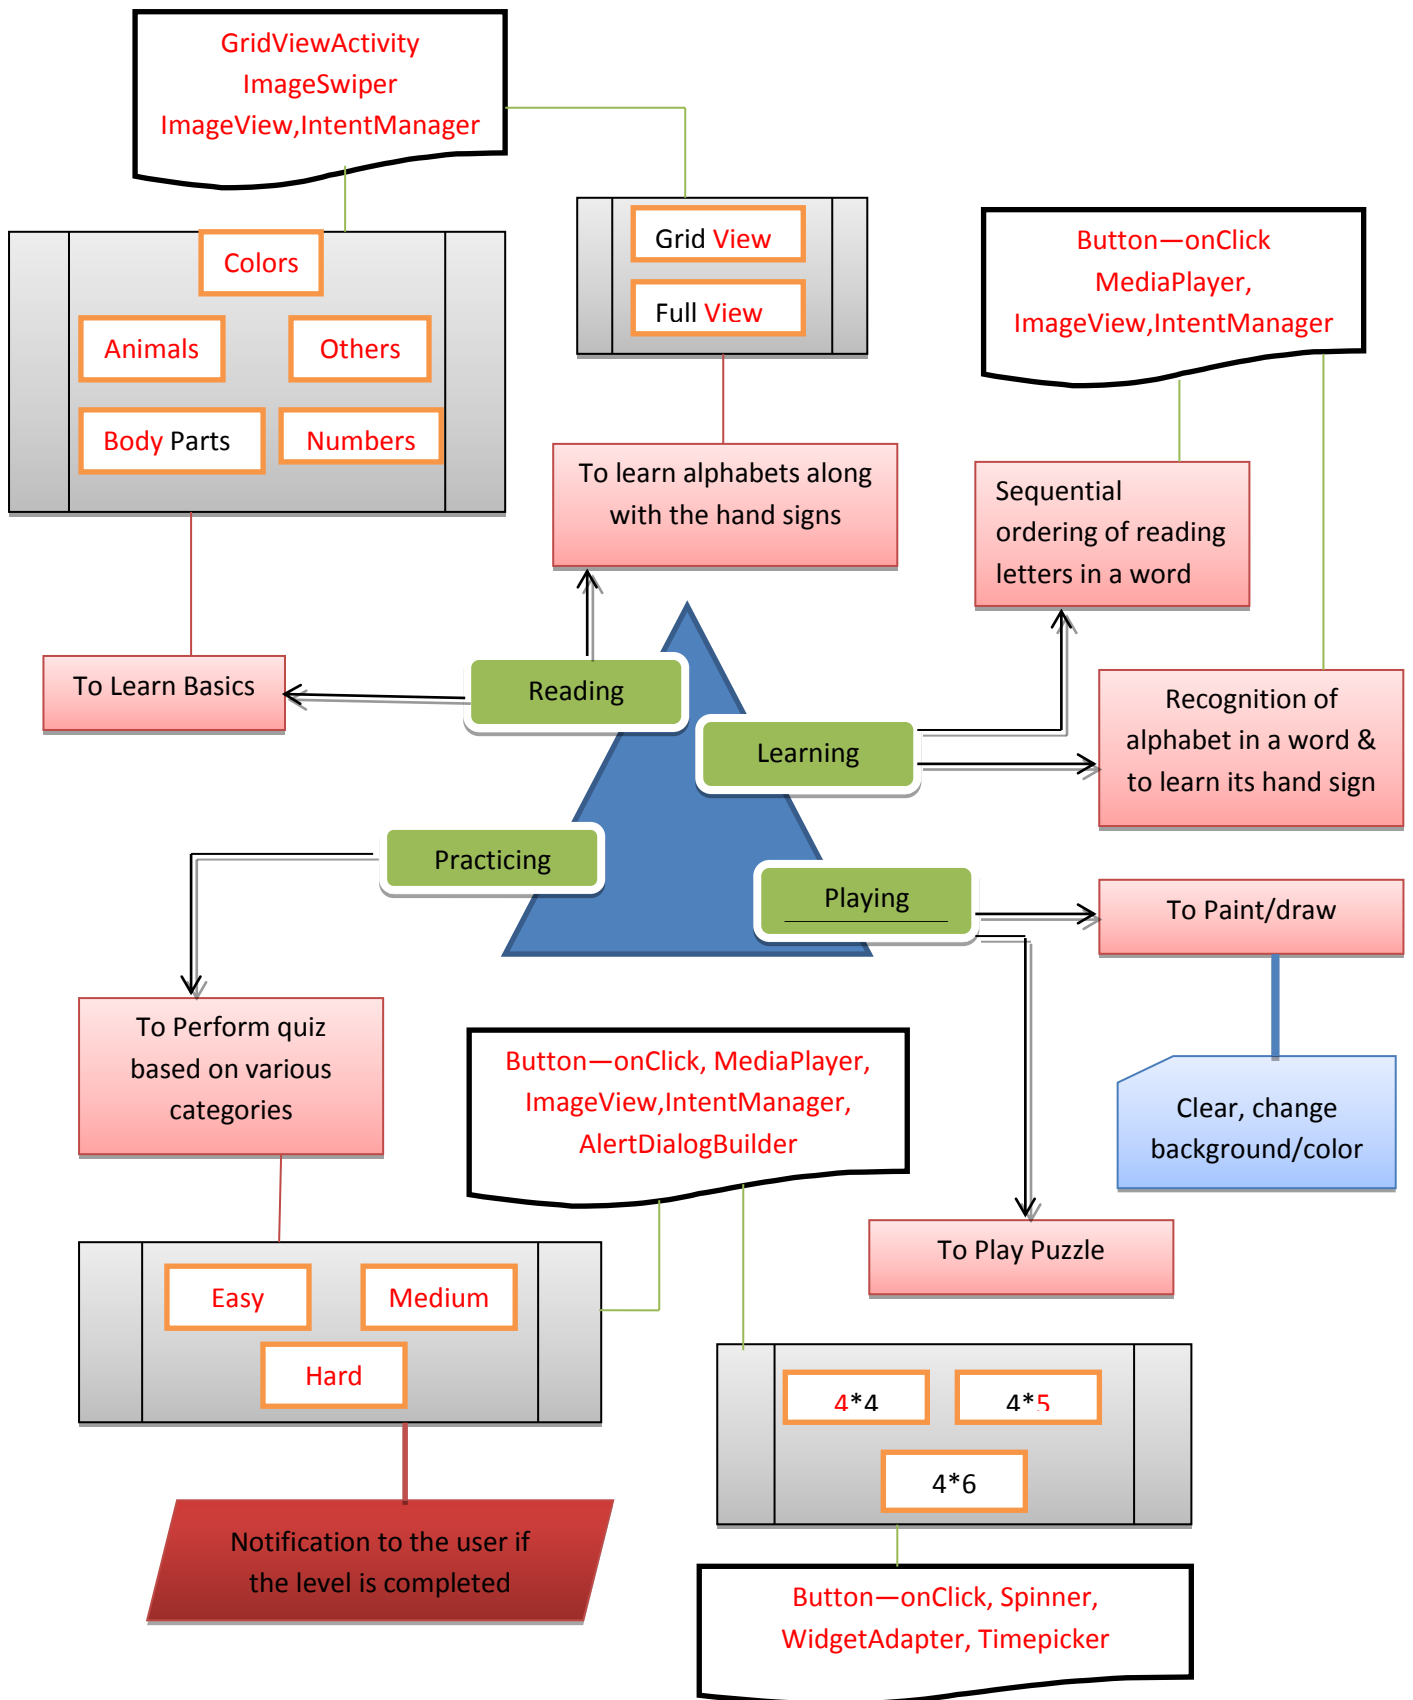 GridViewActivity
ImageSwiper
ImageView,IntentManager
Grid View
Full View
Button—onClick
MediaPlayer,
ImageView,IntentManager
Colors
Animals
Others
Body Parts
Numbers
To learn alphabets along
with the hand signs
Sequential
ordering of reading
letters in a word
To Learn Basics
Reading
Learning
Recognition of
alphabet in a word &
to learn its hand sign
Practicing
Playing
To Paint/draw
To Perform quiz
based on various
categories
Button—onClick, MediaPlayer,
ImageView,IntentManager,
AlertDialogBuilder
Clear, change
background/color
To Play Puzzle
Easy
Medium
Hard
4*4
4*5
4*6
Notification to the user if
the level is completed
Button—onClick, Spinner,
WidgetAdapter, Timepicker